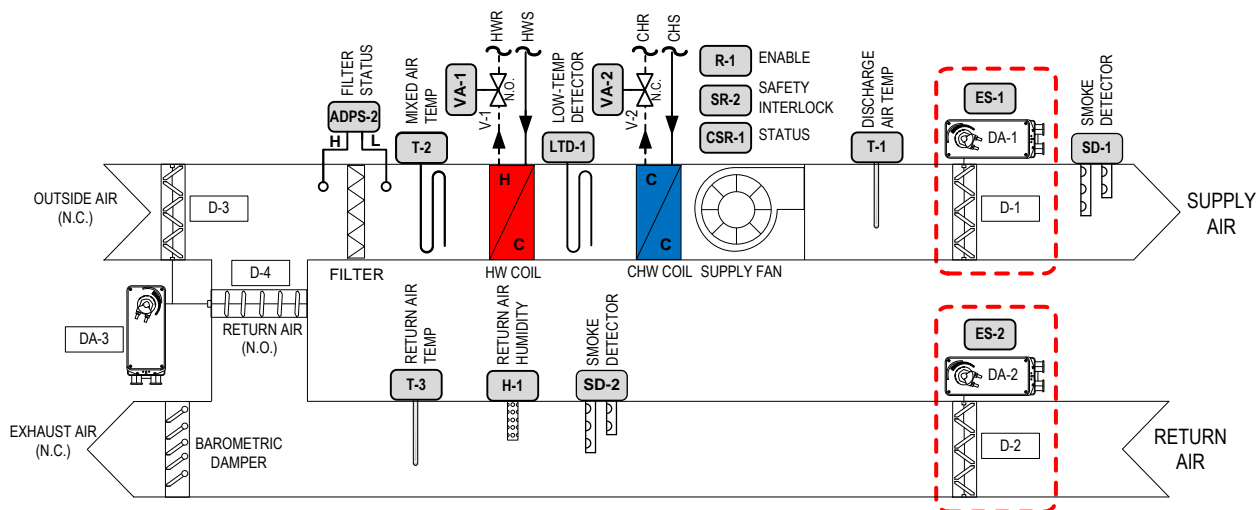 HWR
HWS
CHR
CHS
FILTER
STATUS
ADPS-2
H
L
MIXED AIR
TEMP
T-2
VA-1
N.O.
V-1
LOW-TEMP
DETECTOR
LTD-1
VA-2
N.C.
V-2
R-1
ENABLE
SR-2
SAFETY
INTERLOCK
CSR-1
STATUS
DISCHARGE
AIR TEMP
T-1
ES-1
DA-1
SMOKE
DETECTOR
SD-1
OUTSIDE AIR
(N.C.)
D-3
H
C
C
C
D-1
SUPPLY
AIR
FILTER
HW COIL
CHW COIL
SUPPLY FAN
D-4
DA-3
RETURN AIR
(N.O.)
RETURN AIR
TEMP
T-3
RETURN AIR
HUMIDITY
H-1
SMOKE
DETECTOR
SD-2
ES-2
DA-2
D-2
EXHAUST AIR
(N.C.)
BAROMETRIC
DAMPER
RETURN
AIR